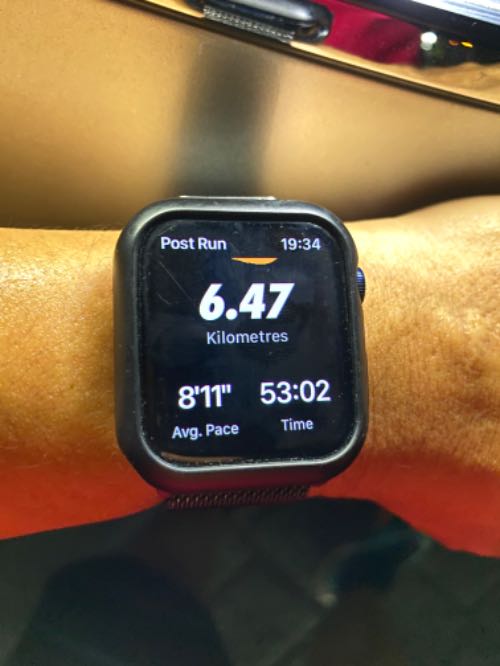 Post Run 19:34
6.47
Kilometres
8'11" 53:02
Avg. Pace Time